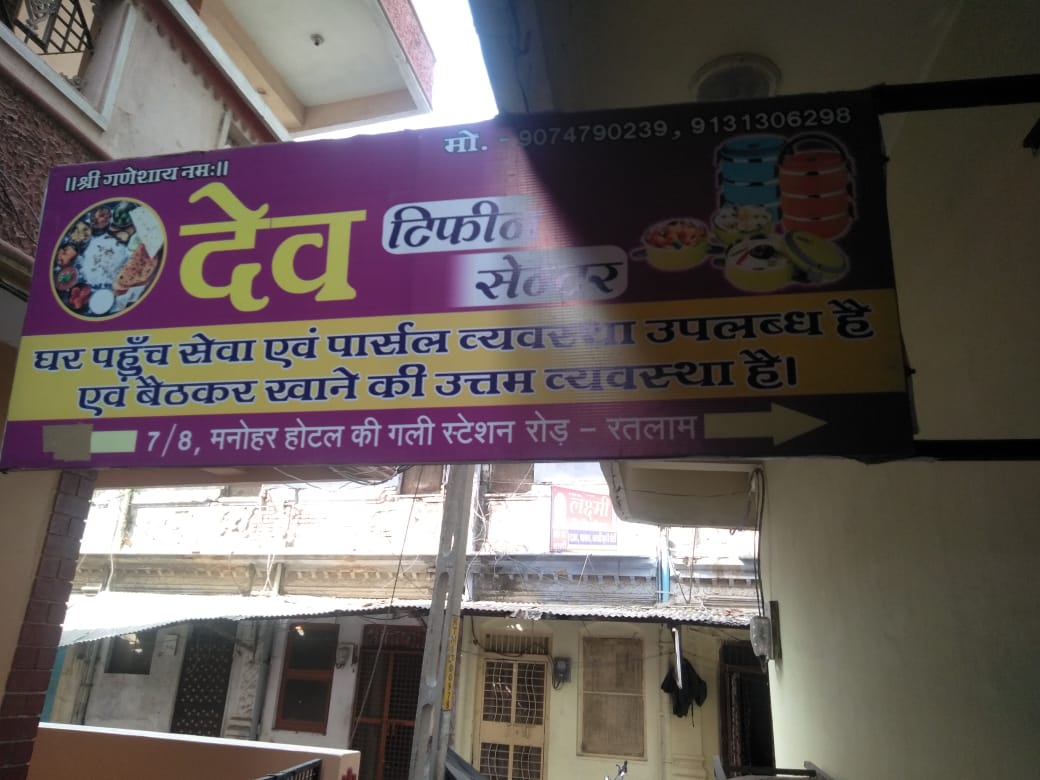 मो. - 9074790239, 9131306298
॥श्री गणेशाय नमः॥
देव
टिफीन
सेन्टर
घर पहुँच सेवा एवं पार्सल व्यवस्था उपलब्ध है
एवं बैठकर खाने की उत्तम व्यवस्था है।
7/8, मनोहर होटल की गली स्टेशन रोड़ - रतलाम
लक्ष्मी